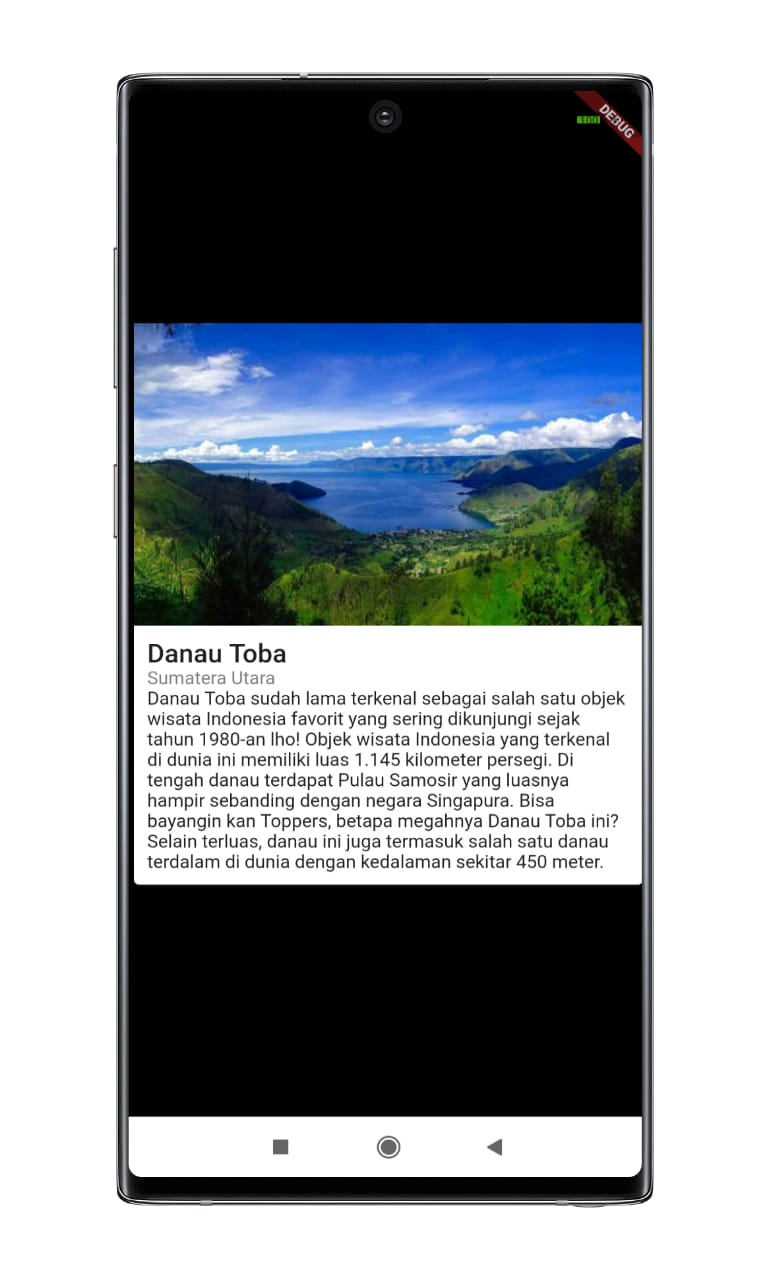 100
DEBUG
Danau Toba
Sumatera Utara
Danau Toba sudah lama terkenal sebagai salah satu objek
wisata Indonesia favorit yang sering dikunjungi sejak
tahun 1980-an lho! Objek wisata Indonesia yang terkenal
di dunia ini memiliki luas 1.145 kilometer persegi. Di
tengah danau terdapat Pulau Samosir yang luasnya
hampir sebanding dengan negara Singapura. Bisa
bayangin kan Toppers, betapa megahnya Danau Toba ini?
Selain terluas, danau ini juga termasuk salah satu danau
terdalam di dunia dengan kedalaman sekitar 450 meter.